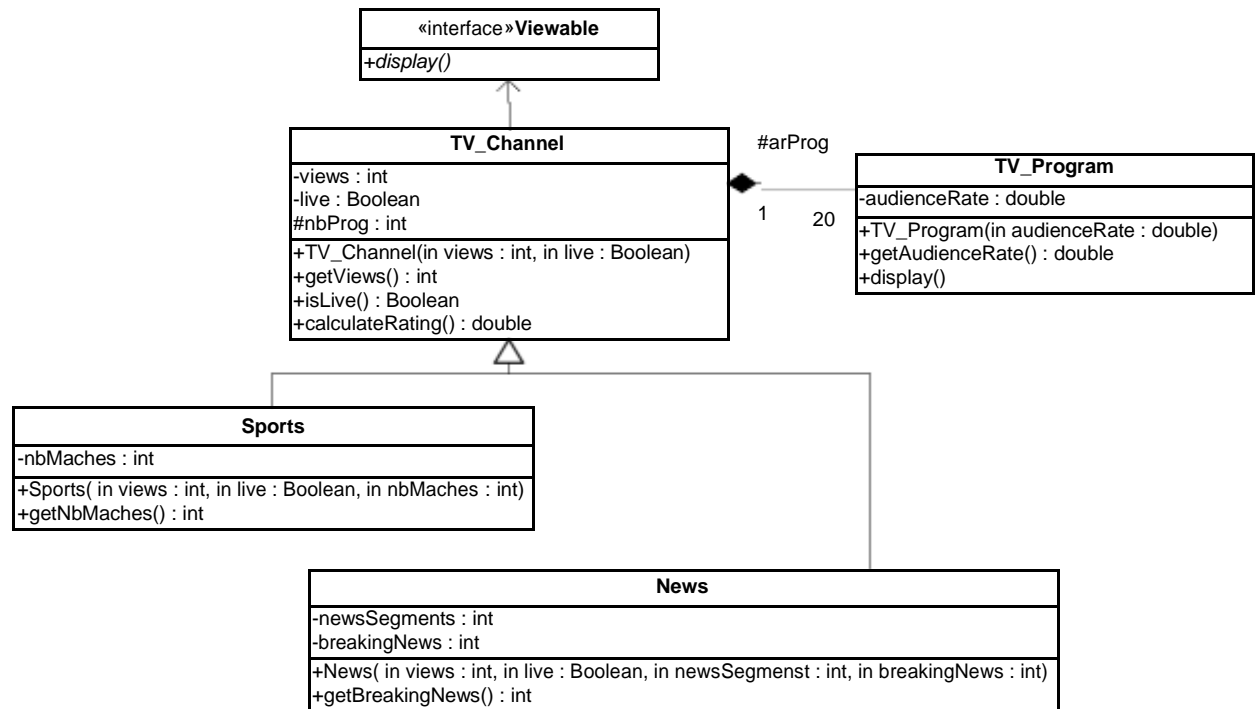 «interface»Viewable
+display()
TV_Channel
-views : int
-live : Boolean
#nbProg : int
+TV_Channel(in views : int, in live : Boolean)
+getViews() : int
+isLive() : Boolean
+calculateRating() : double
#arProg
1
20
TV_Program
-audienceRate : double
+TV_Program(in audienceRate : double)
+getAudienceRate() : double
+display()
Sports
-nbMaches : int
+Sports( in views : int, in live : Boolean, in nbMaches : int)
+getNbMaches() : int
News
-newsSegments : int
-breakingNews : int
+News( in views : int, in live : Boolean, in newsSegmenst : int, in breakingNews : int)
+getBreakingNews() : int